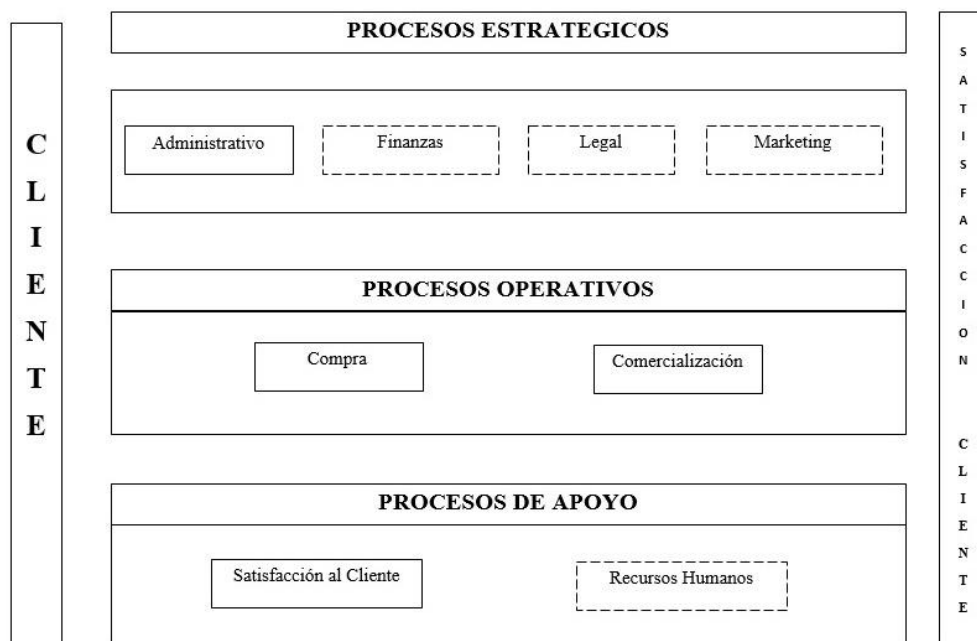 CLIENTE
PROCESOS ESTRATEGICOS
Administrativo
Finanzas
Legal
Marketing
PROCESOS OPERATIVOS
Compra
Comercialización
PROCESOS DE APOYO
Satisfacción al Cliente
Recursos Humanos
SATISFACCION CLIENTE